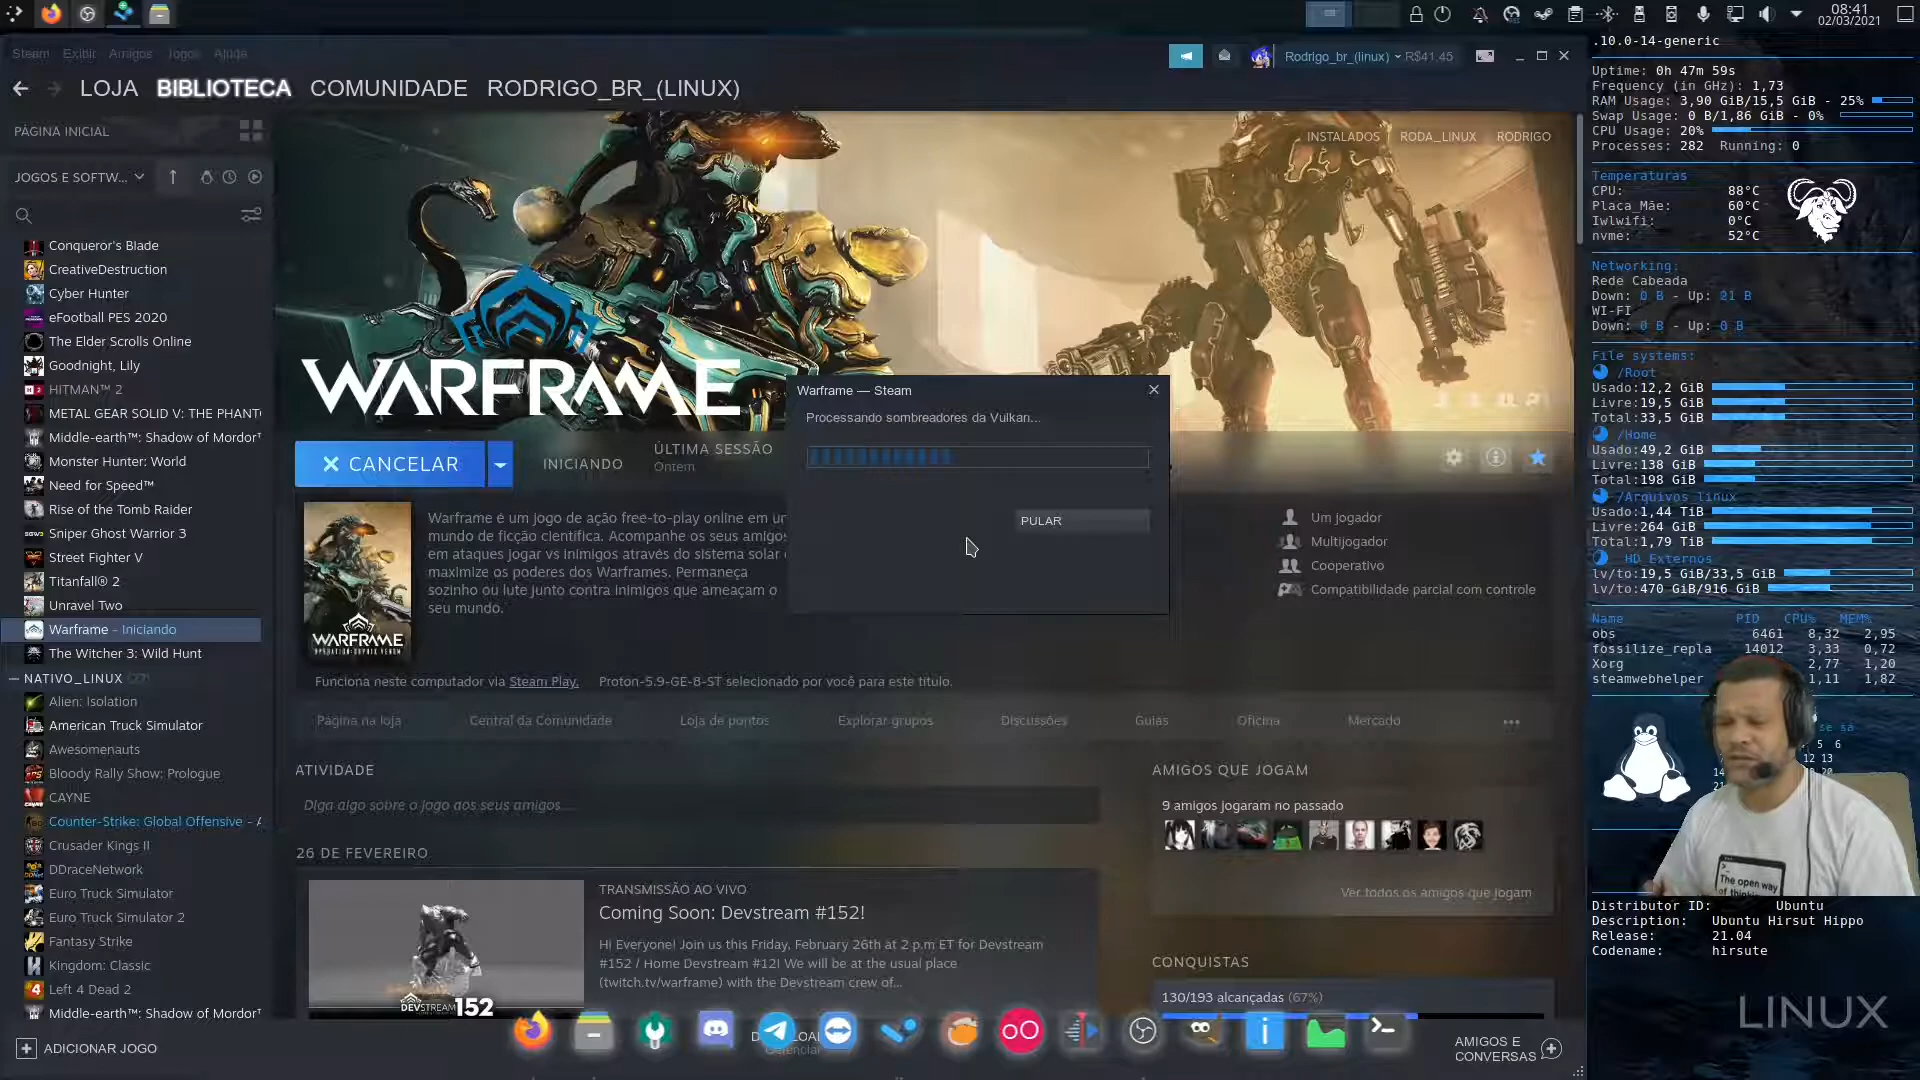 08:41
02/03/2021
Steam Exibir Amigos Jogos Ajuda
Rodrigo_br_(linux) R$41.45
LOJA BIBLIOTECA COMUNIDADE RODRIGO_BR_(LINUX)
PÁGINA INICIAL
INSTALADOS RODA_LINUX RODRIGO
JOGOS E SOFTW...
Conqueror's Blade
CreativeDestruction
Cyber Hunter
eFootball PES 2020
The Elder Scrolls Online
Goodnight, Lily
HITMAN™ 2
METAL GEAR SOLID V: THE PHANT
Middle-earth™: Shadow of Mordor™
Monster Hunter: World
Need for Speed™
Rise of the Tomb Raider
Sniper Ghost Warrior 3
Street Fighter V
Titanfall® 2
Unravel Two
Warframe - Iniciando
The Witcher 3: Wild Hunt
NATIVO_LINUX
Alien: Isolation
American Truck Simulator
Awesomenauts
Bloody Rally Show: Prologue
CAYNE
Counter-Strike: Global Offensive - A
Crusader Kings II
DDraceNetwork
Euro Truck Simulator
Euro Truck Simulator 2
Fantasy Strike
Kingdom: Classic
Left 4 Dead 2
Middle-earth™: Shadow of Mordor™
ADICIONAR JOGO
WARFRAME
Warframe — Steam
Processando sombreadores da Vulkan...
PULAR
CANCELAR
INICIANDO
ÚLTIMA SESSÃO
Ontem
WARFRAME
Warframe é um jogo de ação free-to-play online em um
mundo de ficção científica. Acompanhe os seus amigos
em ataques jogar vs inimigos através do sistema solar
maximize os poderes dos Warframes. Permaneça
sozinho ou lute junto contra inimigos que ameaçam o
seu mundo.
Um jogador
Multijogador
Cooperativo
Compatibilidade parcial com controle
Funciona neste computador via Steam Play. Proton-5.9-GE-8-ST selecionado por você para este título.
Página na loja Central da Comunidade Loja de pontos Explorar grupos Discussões Guias Oficina Mercado
ATIVIDADE
Diga algo sobre o jogo aos seus amigos...
26 DE FEVEREIRO
TRANSMISSÃO AO VIVO
Coming Soon: Devstream #152!
Hi Everyone! Join us this Friday, February 26th at 2 p.m ET for Devstream
#152 / Home Devstream #12! We will be at the usual place
(twitch.tv/warframe) with the Devstream crew of...
DEVSTREAM 152
AMIGOS QUE JOGAM
9 amigos jogaram no passado
Ver todos os amigos que jogam
CONQUISTAS
130/193 alcançadas (67%)
AMIGOS E
CONVERSAS
.10.0-14-generic
Uptime: 0h 47m 59s
Frequency (in GHz): 1,73
RAM Usage: 3,90 GiB/15,5 GiB - 25%
Swap Usage: 0 B/1,86 GiB - 0%
CPU Usage: 20%
Processes: 282 Running: 0
Temperaturas
CPU: 88°C
Placa_Mãe: 60°C
Iwlwifi: 0°C
nvme: 52°C
Networking:
Rede Cabeada
Down: 0 B - Up: 21 B
WI-FI
Down: 0 B - Up: 0 B
File systems:
/Root
Usado:12,2 GiB
Livre:19,5 GiB
Total:33,5 GiB
/Home
Usado:49,2 GiB
Livre:138 GiB
Total:198 GiB
/Arquivos_linux
Usado:1,44 TiB
Livre:264 GiB
Total:1,79 TiB
HD Externos
lv/to:19,5 GiB/33,5 GiB
lv/to:470 GiB/916 GiB
Name PID CPU% MEM%
obs 6461 8,32 2,95
fossilize_repla 14012 3,33 0,72
Xorg 2,77 1,20
steamwebhelper 1,11 1,82
se sá
5 6
12 13
14
21
The open way
of
Distributor ID: Ubuntu
Description: Ubuntu Hirsut Hippo
Release: 21.04
Codename: hirsute
LINUX